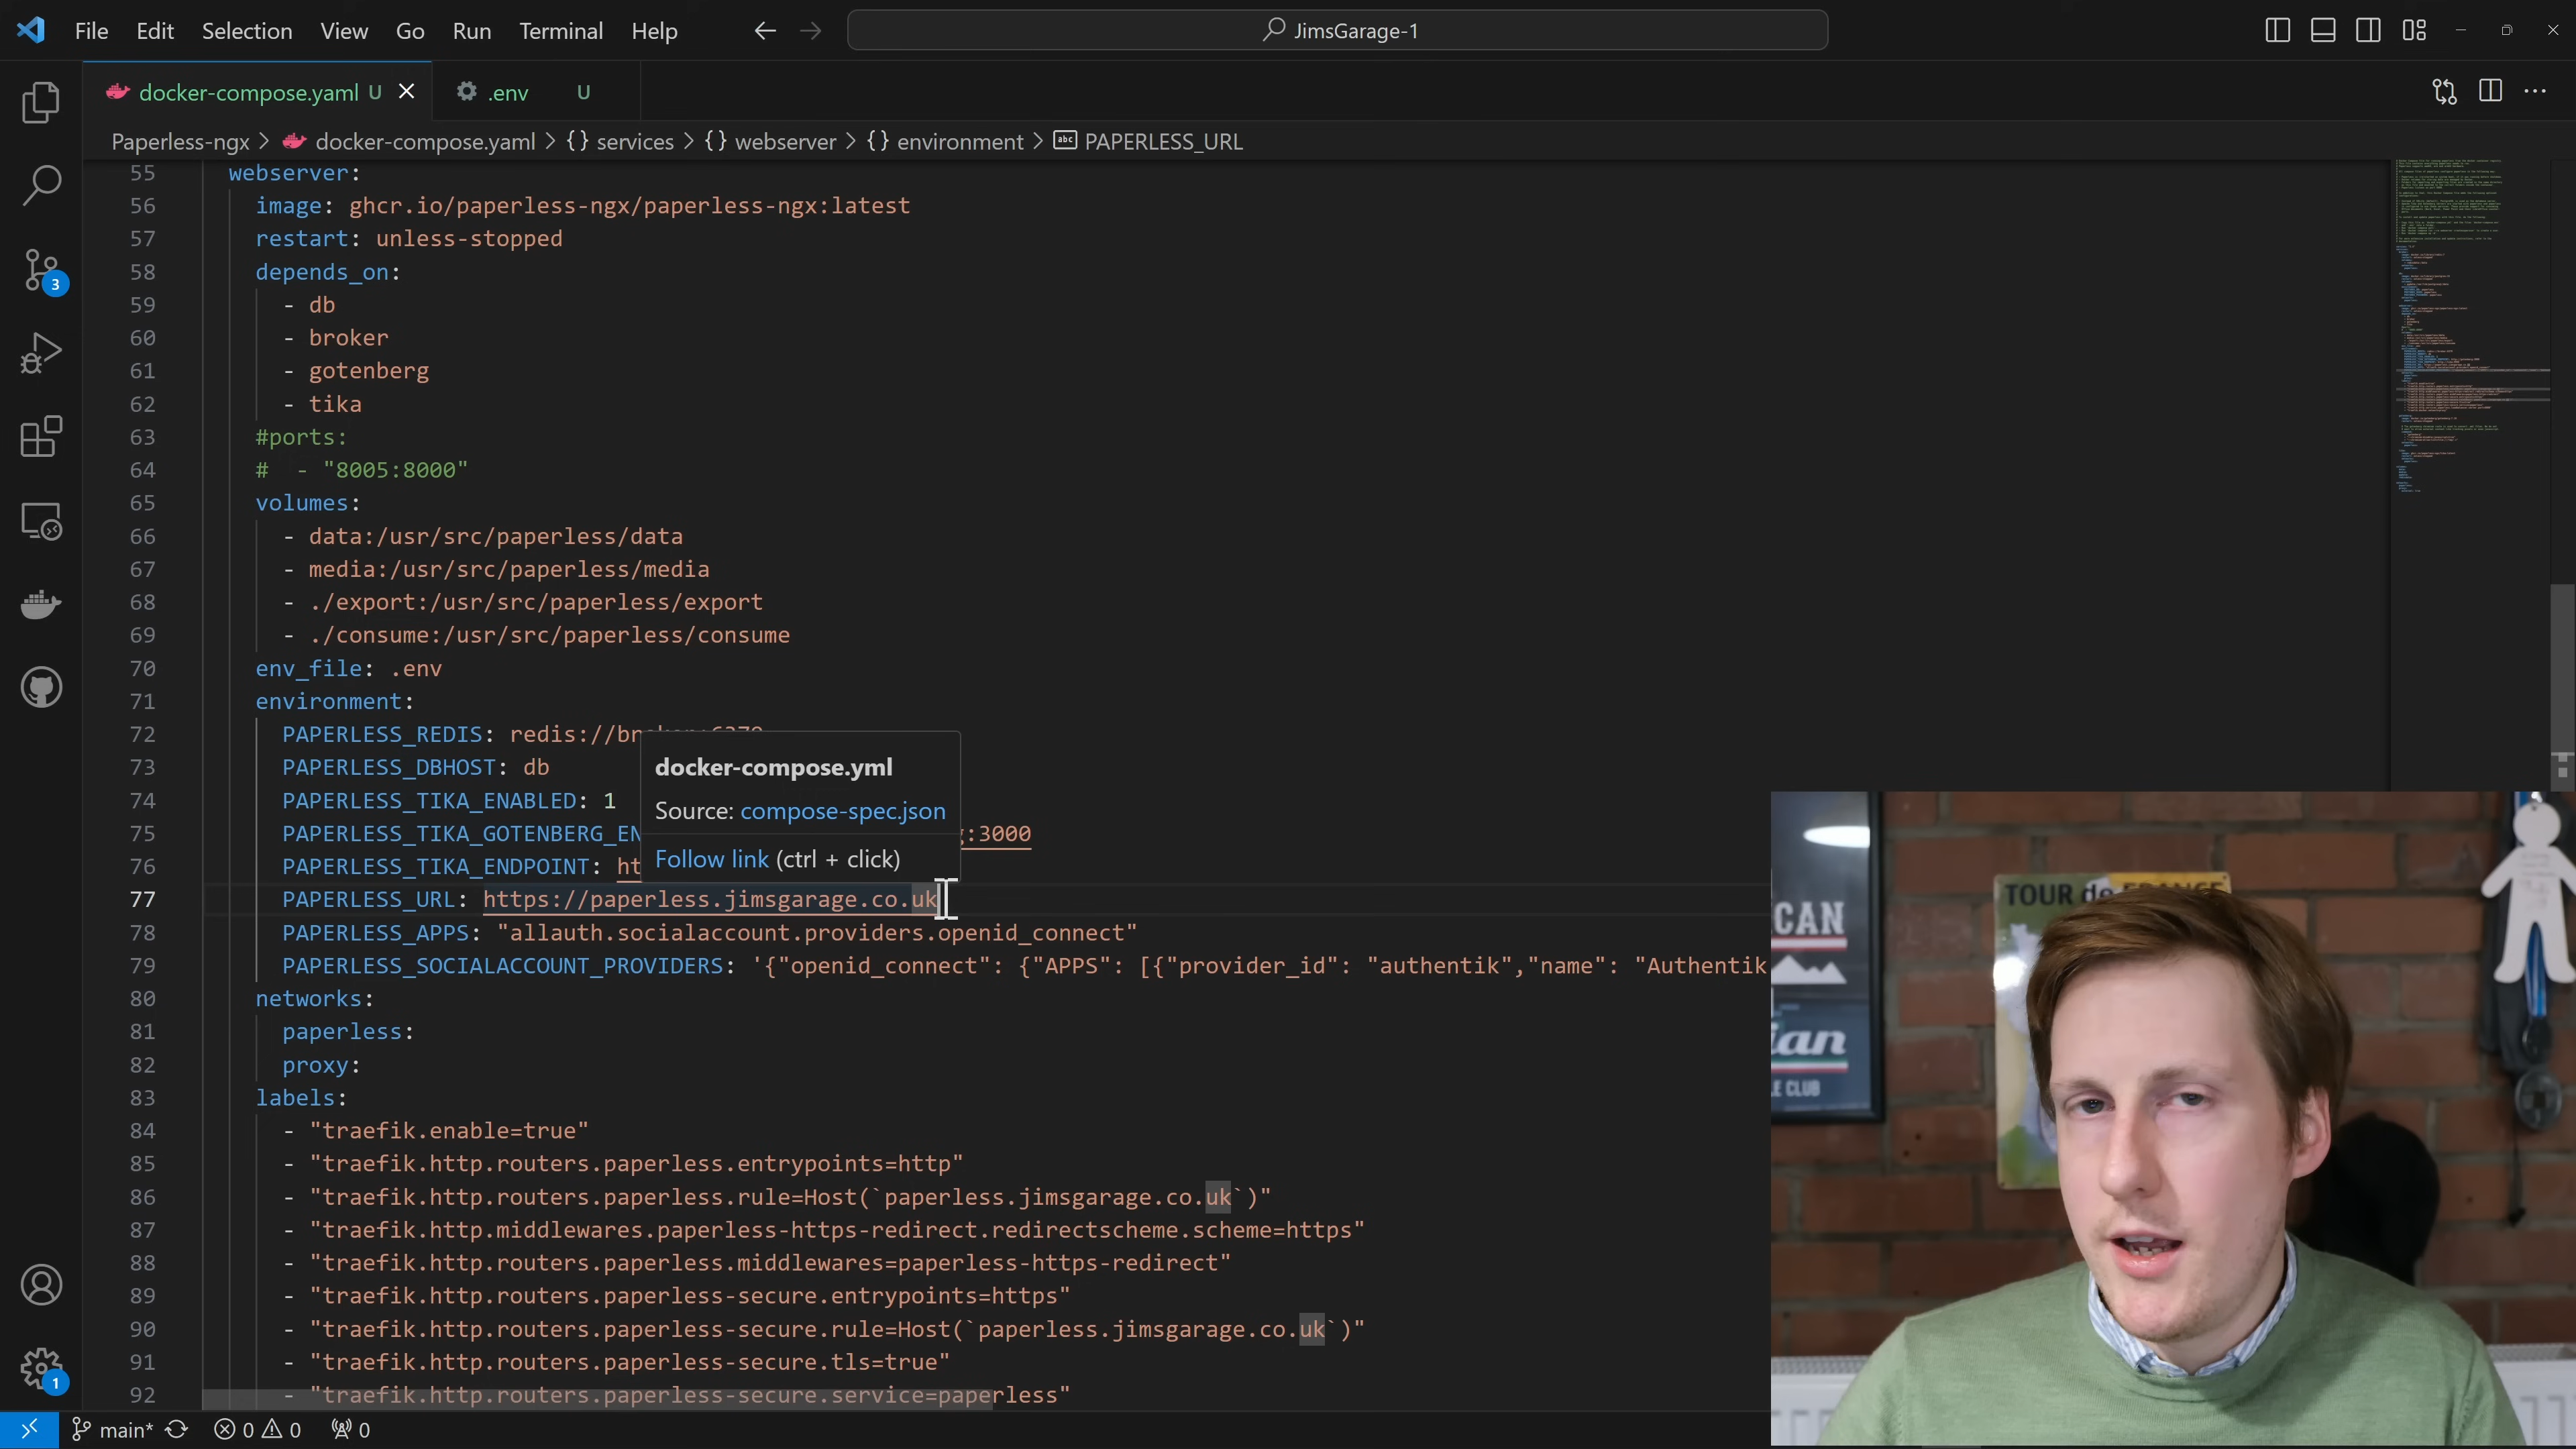 File Edit Selection View Go Run Terminal Help
JimsGarage-1
docker-compose.yaml U
.env U
Paperless-ngx > docker-compose.yaml > {} services > {} webserver > {} environment > abc PAPERLESS_URL
55 webserver:
56 image: ghcr.io/paperless-ngx/paperless-ngx:latest
57 restart: unless-stopped
58 depends_on:
59 - db
60 - broker
61 - gotenberg
62 - tika
63 #ports:
64 # - "8005:8000"
65 volumes:
66 - data:/usr/src/paperless/data
67 - media:/usr/src/paperless/media
68 - ./export:/usr/src/paperless/export
69 - ./consume:/usr/src/paperless/consume
70 env_file: .env
71 environment:
72 PAPERLESS_REDIS: redis://
73 PAPERLESS_DBHOST: db
74 PAPERLESS_TIKA_ENABLED: 1
75 PAPERLESS_TIKA_GOTENBERG_EN :3000
76 PAPERLESS_TIKA_ENDPOINT: ht
docker-compose.yml
Source: compose-spec.json
Follow link (ctrl + click)
77 PAPERLESS_URL: https://paperless.jimsgarage.co.uk
78 PAPERLESS_APPS: "allauth.socialaccount.providers.openid_connect"
79 PAPERLESS_SOCIALACCOUNT_PROVIDERS: '{"openid_connect": {"APPS": [{"provider_id": "authentik","name": "Authentik
80 networks:
81 paperless:
82 proxy:
83 labels:
84 - "traefik.enable=true"
85 - "traefik.http.routers.paperless.entrypoints=http"
86 - "traefik.http.routers.paperless.rule=Host(`paperless.jimsgarage.co.uk`)"
87 - "traefik.http.middlewares.paperless-https-redirect.redirectscheme.scheme=https"
88 - "traefik.http.routers.paperless.middlewares=paperless-https-redirect"
89 - "traefik.http.routers.paperless-secure.entrypoints=https"
90 - "traefik.http.routers.paperless-secure.rule=Host(`paperless.jimsgarage.co.uk`)"
91 - "traefik.http.routers.paperless-secure.tls=true"
92 - "traefik.http.routers.paperless-secure.service=paperless"
3
1
main* 0 0 0
TOUR de FRANCE
CAN
ian
LE CLUB